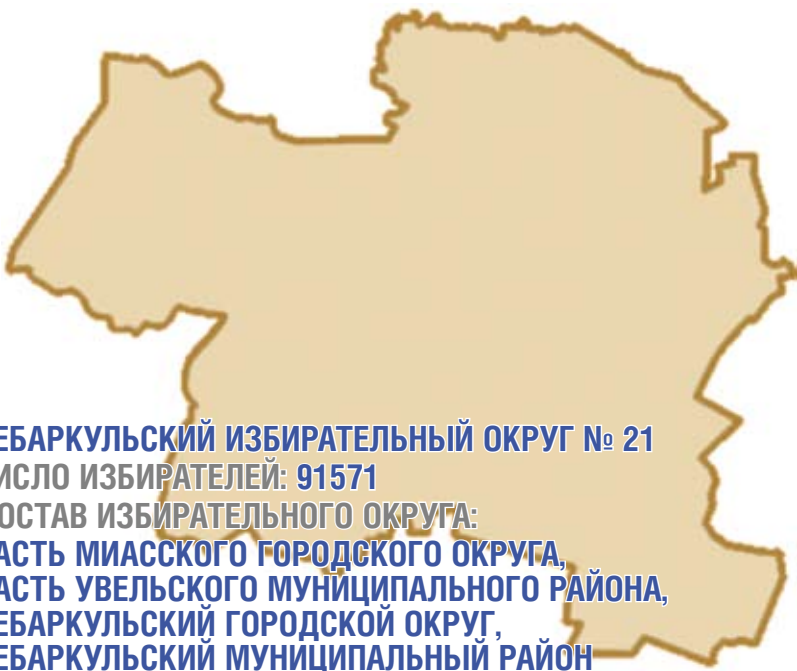 ЕБАРКУЛЬСКИЙ ИЗБИРАТЕЛЬНЫЙ ОКРУГ № 21
ИСЛО ИЗБИРАТЕЛЕЙ: 91571
ОСТАВ ИЗБИРАТЕЛЬНОГО ОКРУГА:
АСТЬ МИАССКОГО ГОРОДСКОГО ОКРУГА,
АСТЬ УВЕЛЬСКОГО МУНИЦИПАЛЬНОГО РАЙОНА,
ЕБАРКУЛЬСКИЙ ГОРОДСКОЙ ОКРУГ,
ЕБАРКУЛЬСКИЙ МУНИЦИПАЛЬНЫЙ РАЙОН